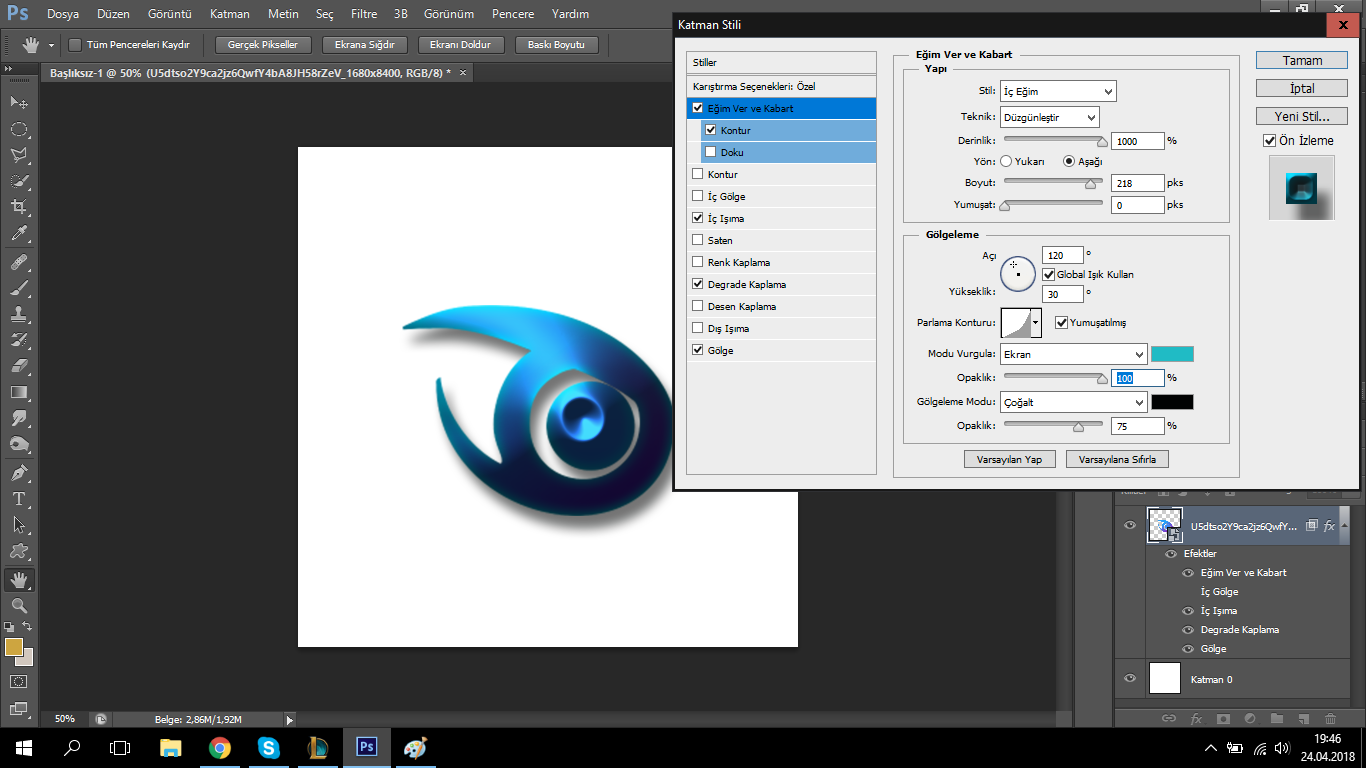 Ps Dosya Düzen Görüntü Katman Metin Seç Filtre 3B Görünüm Pencere Yardım
Tüm Pencereleri Kaydır Gerçek Pikseller Ekrana Sığdır Ekranı Doldur Baskı Boyutu
Başlıksız-1 @ 50% (U5dtso2Y9ca2jz6QwfY4bA8JH58rZeV_1680x8400, RGB/8) * ×
Katman Stili
Stiller
Karıştırma Seçenekleri: Özel
Eğim Ver ve Kabart
Kontur
Doku
Kontur
İç Gölge
İç Işıma
Saten
Renk Kaplama
Degrade Kaplama
Desen Kaplama
Dış Işıma
Gölge
Eğim Ver ve Kabart
Yapı
Stil: İç Eğim
Teknik: Düzgünleştir
Derinlik: 1000 %
Yön: Yukarı Aşağı
Boyut: 218 pks
Yumuşat: 0 pks
Gölgeleme
Açı 120 °
Global Işık Kullan
Yükseklik: 30 °
Parlama Konturu: Yumuşatılmış
Modu Vurgula: Ekran
Opaklık: 100 %
Gölgeleme Modu: Çoğalt
Opaklık: 75 %
Varsayılan Yap Varsayılana Sıfırla
Tamam
İptal
Yeni Stil...
Ön İzleme
U5dtso2Y9ca2jz6QwfY... fx
Efektler
Eğim Ver ve Kabart
İç Gölge
İç Işıma
Degrade Kaplama
Gölge
Katman 0
50% Belge: 2,86M/1,92M
fx
Ps
19:46
24.04.2018